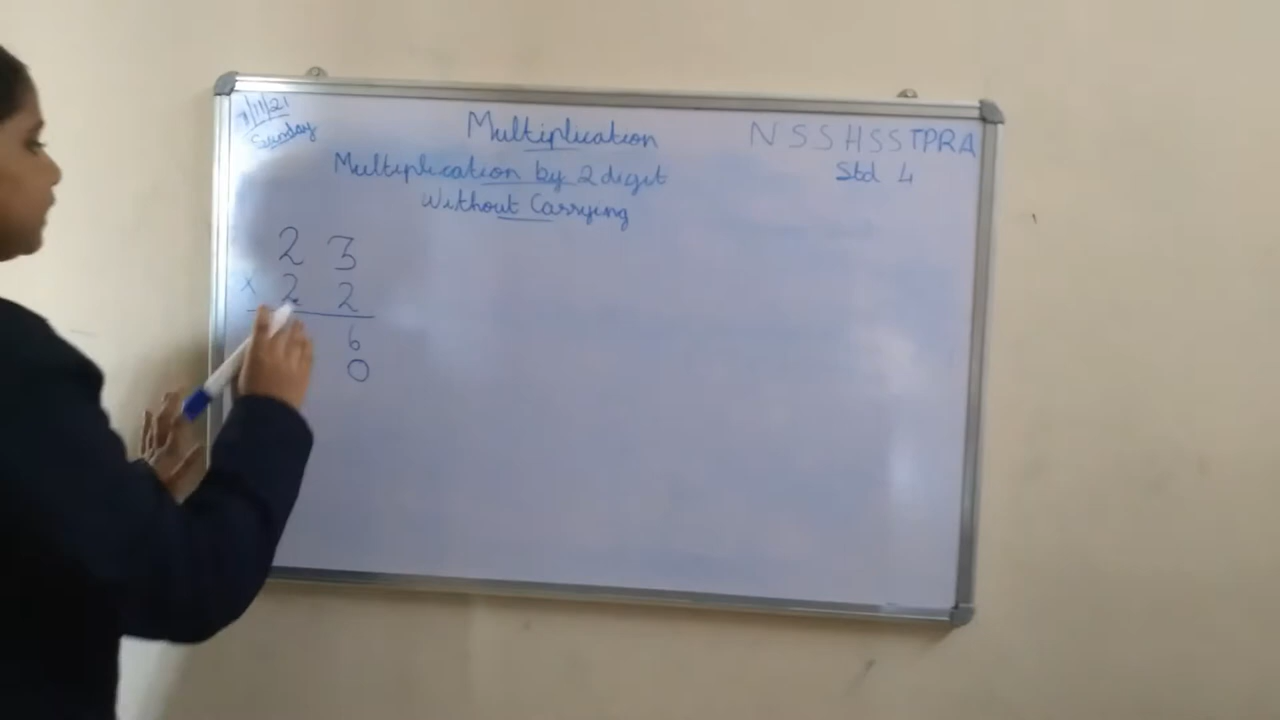 7/11/21
Sunday
Multiplication
NSSHSSTPRA
Std 4
Multiplication by 2 digit
Without Carrying
2 3
x 2 2
6
0